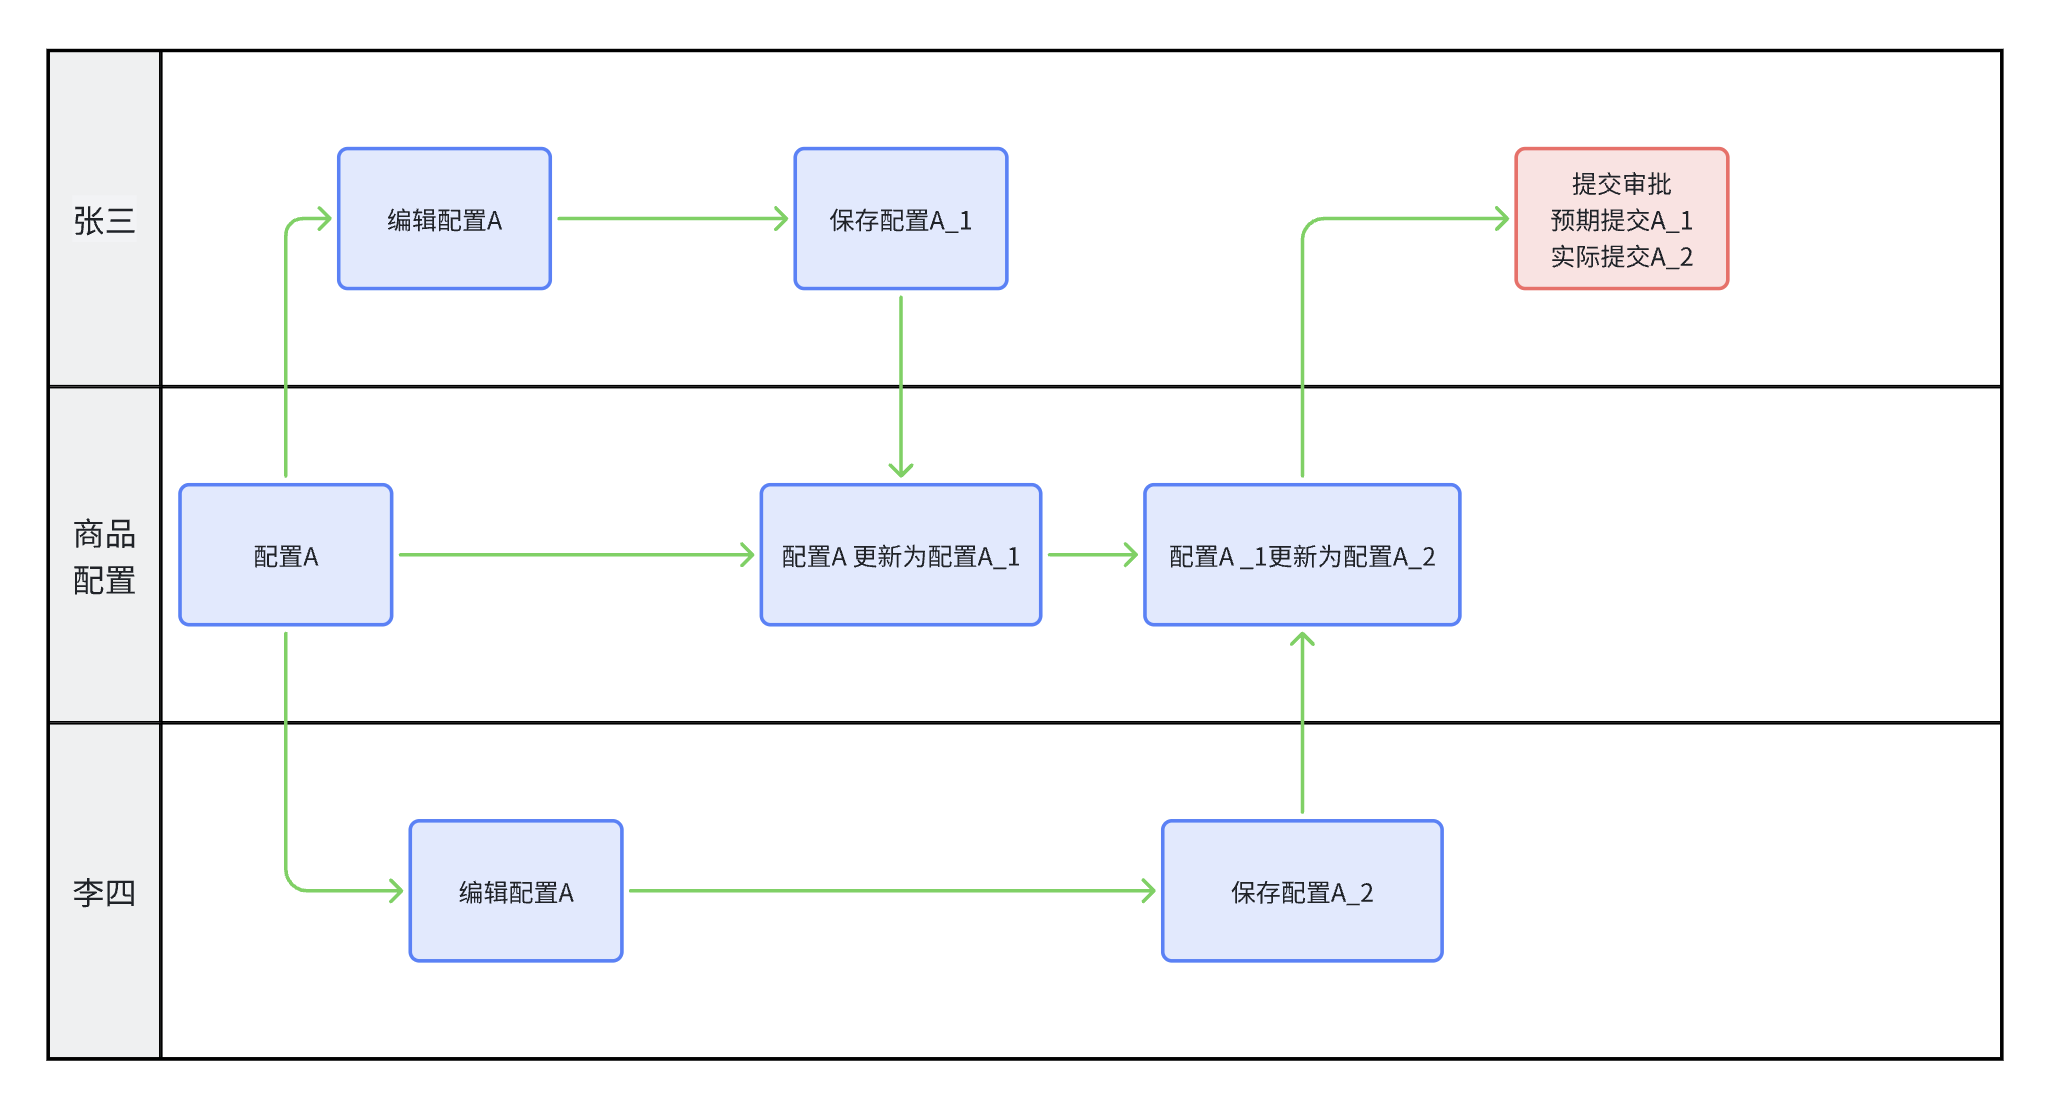 张三
编辑配置A
保存配置A_1
提交审批
预期提交A_1
实际提交A_2
商品
配置
配置A
配置A 更新为配置A_1
配置A _1更新为配置A_2
李四
编辑配置A
保存配置A_2